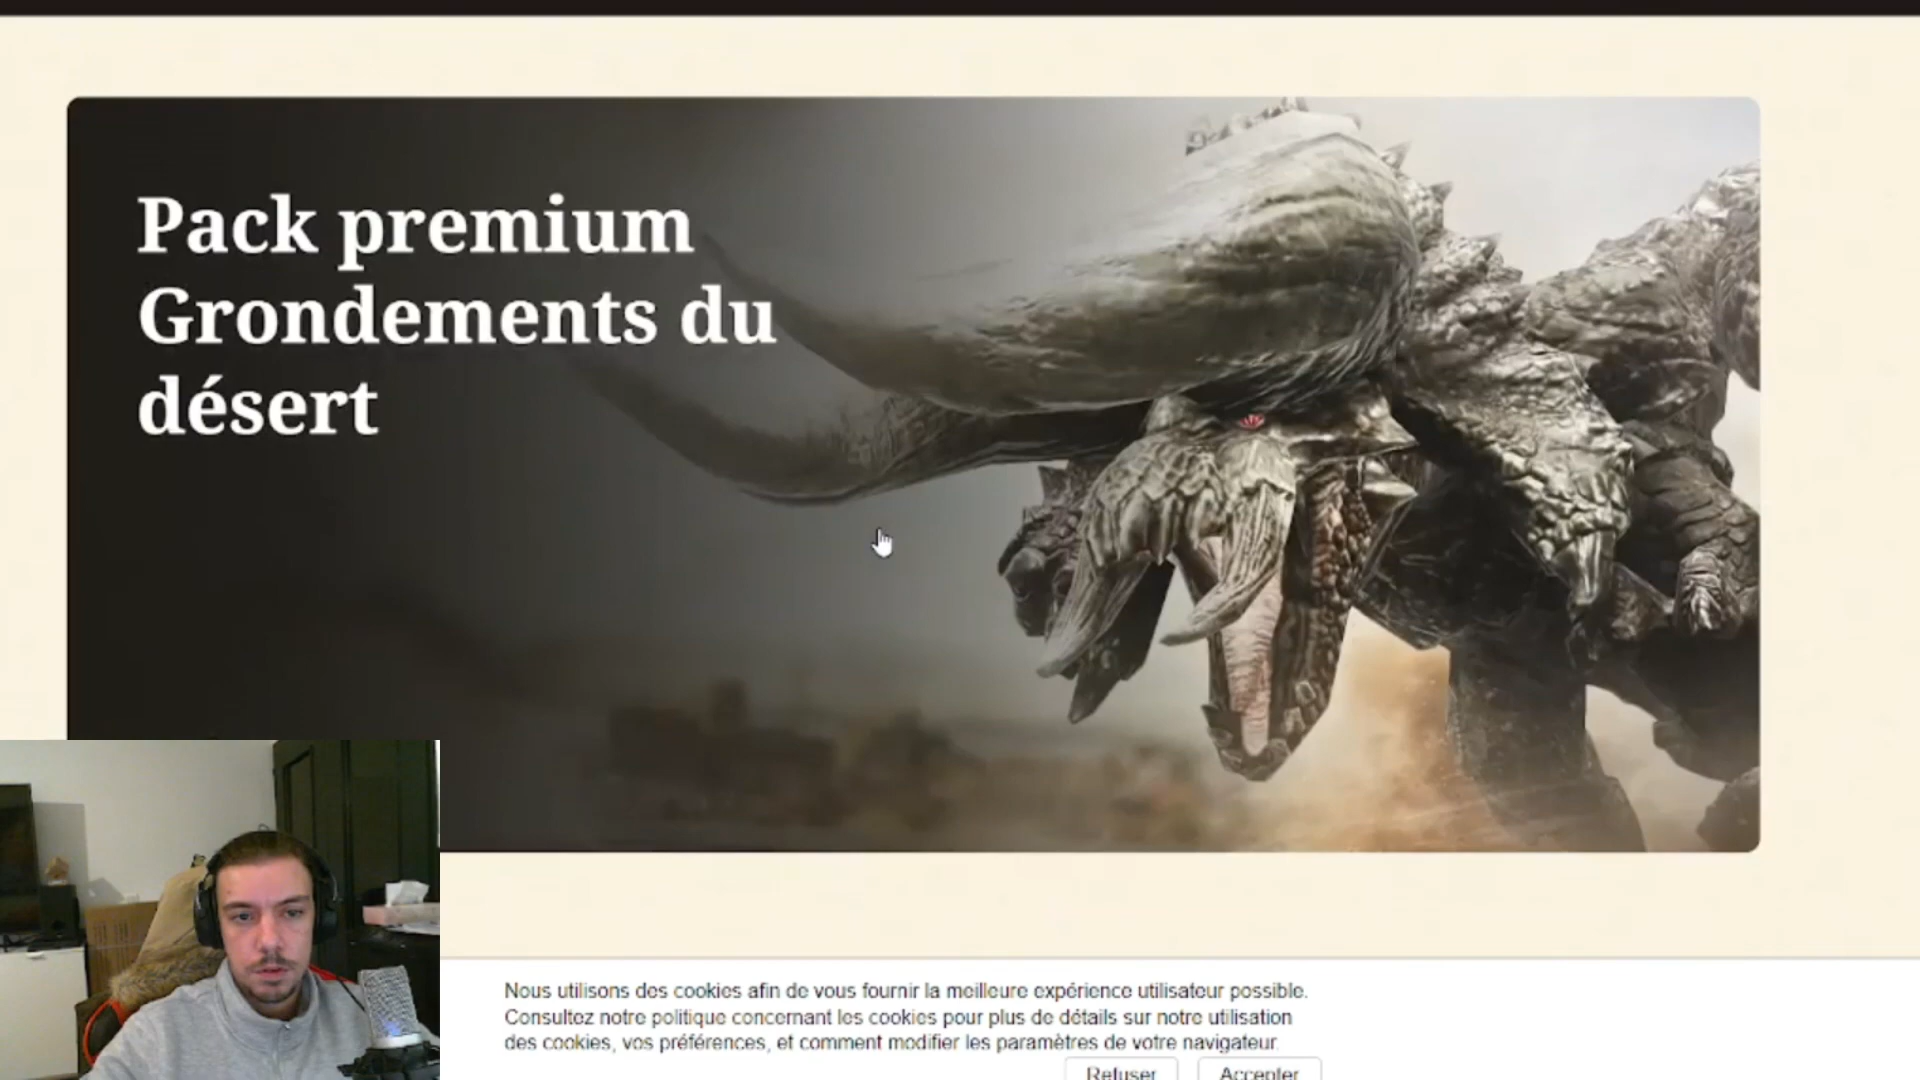 Pack premium
Grondements du
désert
Nous utilisons des cookies afin de vous fournir la meilleure expérience utilisateur possible.
Consultez notre politique concernant les cookies pour plus de détails sur notre utilisation
des cookies, vos préférences, et comment modifier les paramètres de votre navigateur.
Refuser
Accepter